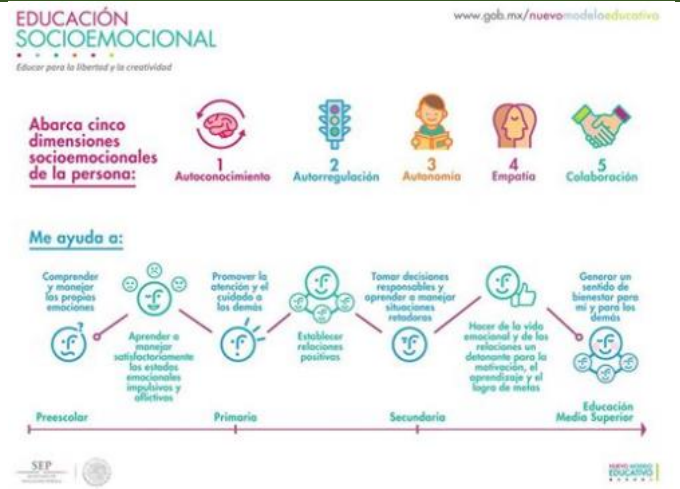 EDUCACIÓN
SOCIOEMOCIONAL
Educar para la libertad y la creatividad
www.gob.mx/nuevomodeloeducativo
Abarca cinco
dimensiones
socioemocionales
de la persona:
1
Autoconocimiento
2
Autorregulación
3
Autonomía
4
Empatía
5
Colaboración
Me ayuda a:
Comprender
y manejar
las propias
emociones
Aprender a
manejar
satisfactoriamente
los estados
emocionales
impulsivos y
aflictivos
Promover la
atención y el
cuidado a
los demás
Establecer
relaciones
positivas
Tomar decisiones
responsables y
aprender a manejar
situaciones
retadoras
Hacer de la vida
emocional y de las
relaciones un
detonante para la
motivación, el
aprendizaje y el
logro de metas
Generar un
sentido de
bienestar para
mí y para los
demás
?
Preescolar
Primaria
Secundaria
Educación
Media Superior
SEP
NUEVO MODELO
EDUCATIVO